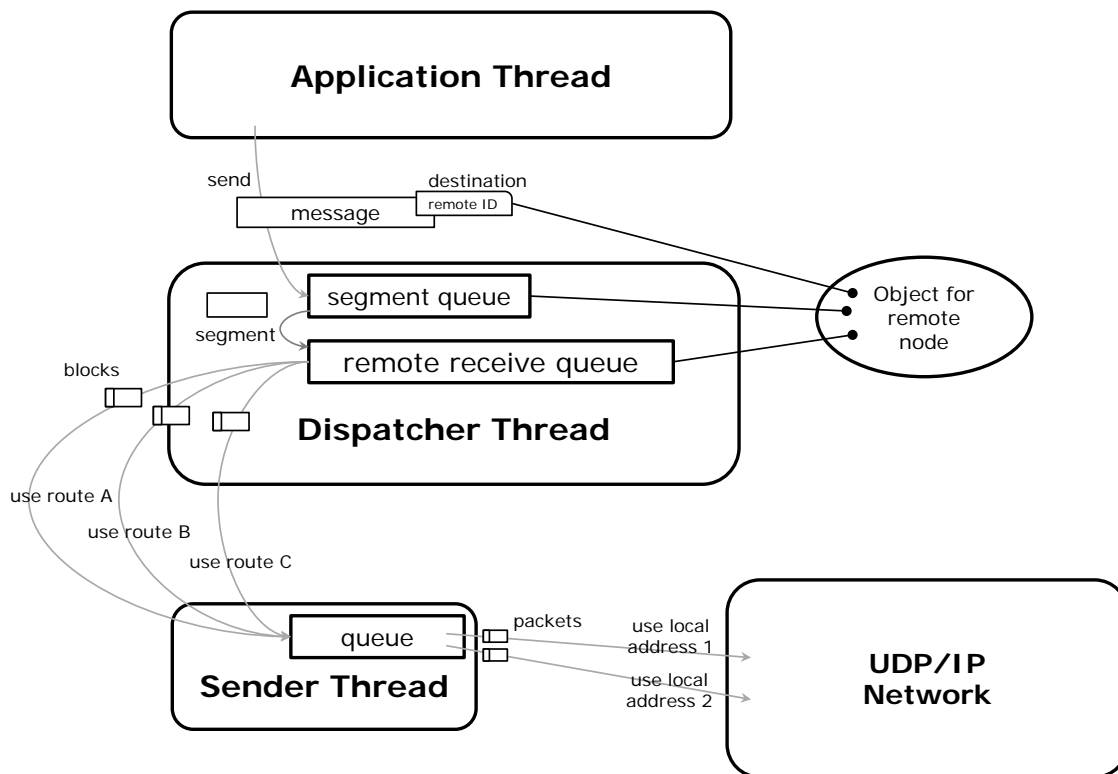 Application Thread
send
destination
remote ID
message
segment queue
segment
remote receive queue
Object for
remote
node
blocks
Dispatcher Thread
use route A
use route B
use route C
queue
Sender Thread
packets
use local
address 1
use local
address 2
UDP/IP
Network